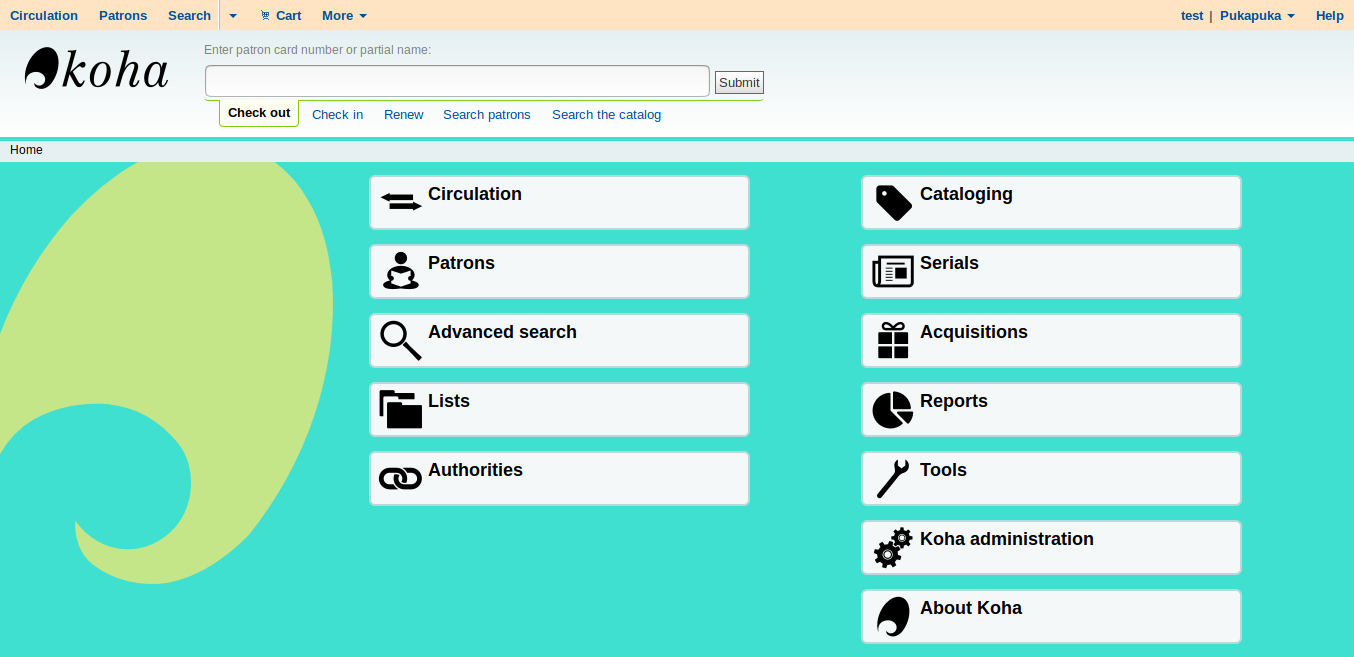 Circulation Patrons Search Cart More test | Pukapuka Help
koha
Enter patron card number or partial name:
Submit
Check out Check in Renew Search patrons Search the catalog
Home
Circulation
Patrons
Advanced search
Lists
Authorities
Cataloging
Serials
Acquisitions
Reports
Tools
Koha administration
About Koha